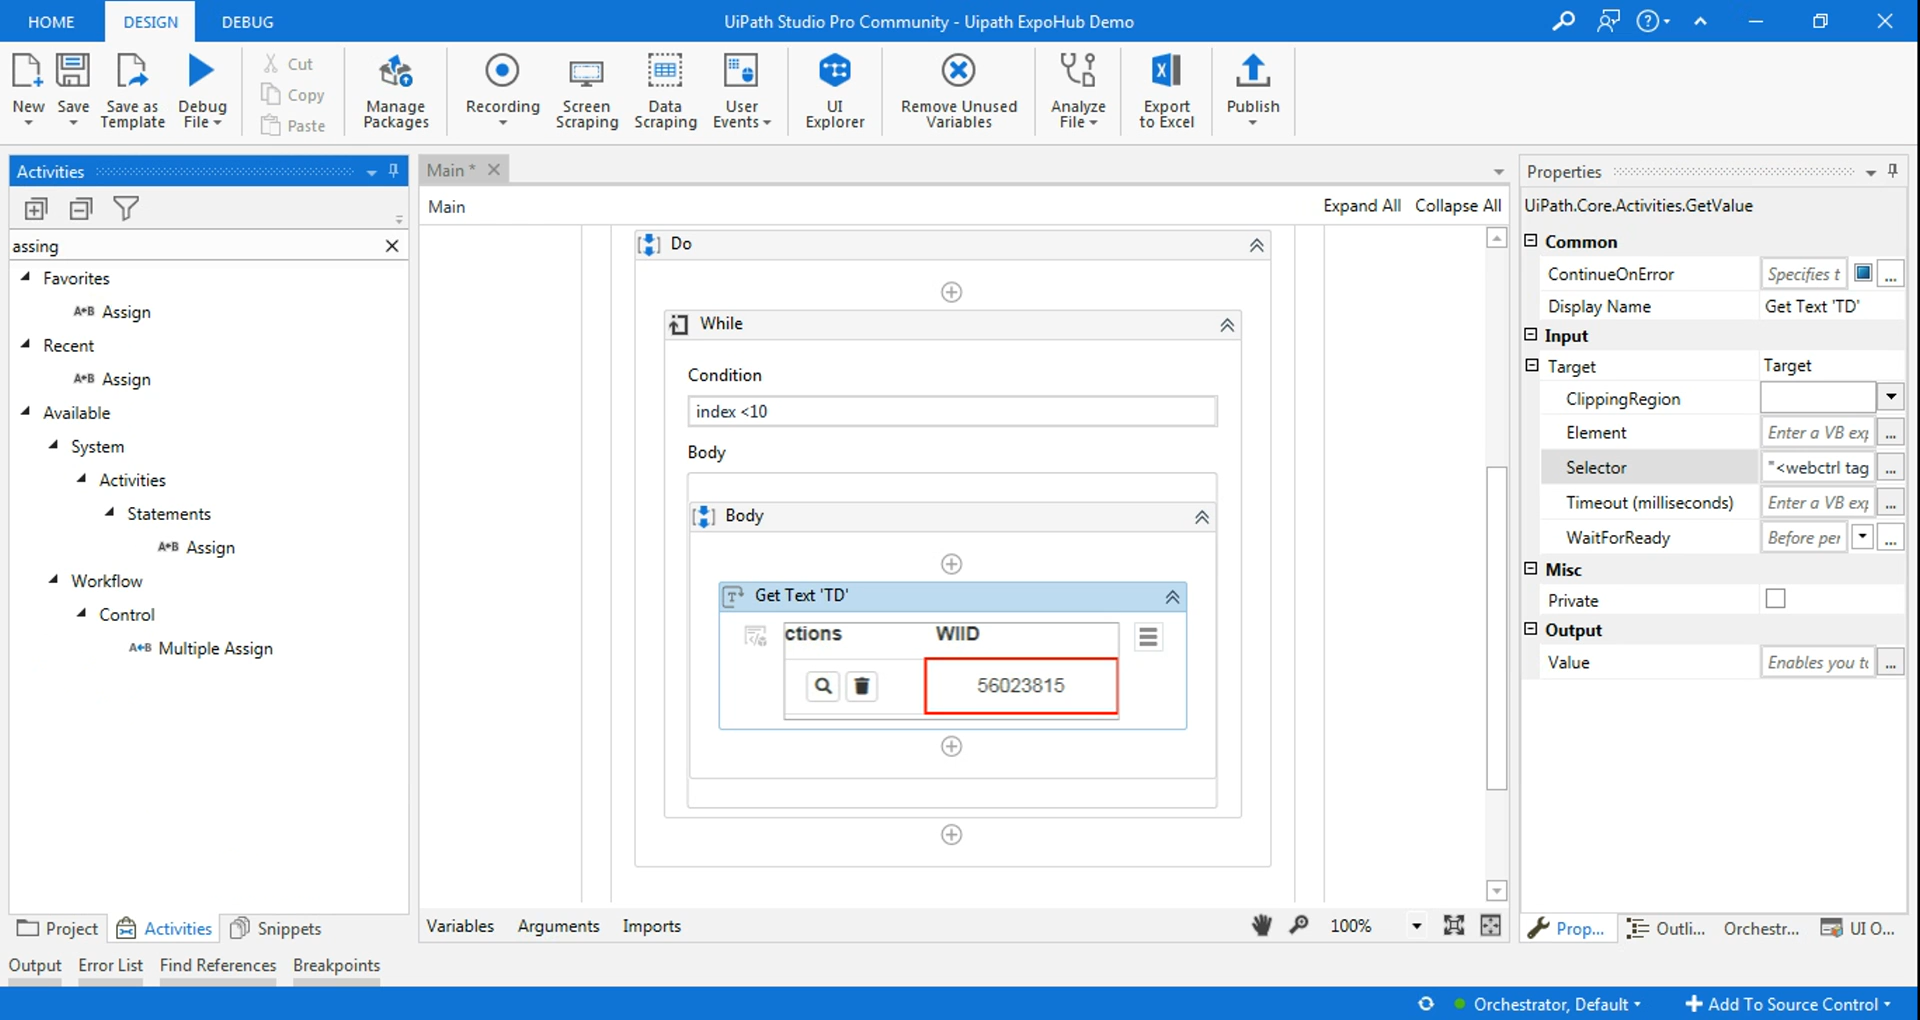 HOME DESIGN DEBUG UiPath Studio Pro Community - Uipath ExpoHub Demo
New Save Save as Template Debug File Cut Copy Paste Manage Packages Recording Screen Scraping Data Scraping User Events UI Explorer Remove Unused Variables Analyze File Export to Excel Publish
Activities
assing
Favorites
Assign
Recent
Assign
Available
System
Activities
Statements
Assign
Workflow
Control
Multiple Assign
Project Activities Snippets
Main *
Main Expand All Collapse All
Do
While
Condition
index <10
Body
Body
Get Text 'TD'
ctions WIID
56023815
Variables Arguments Imports 100%
Properties
UiPath.Core.Activities.GetValue
Common
ContinueOnError Specifies t ...
Display Name Get Text 'TD'
Input
Target Target
ClippingRegion
Element Enter a VB exp ...
Selector "<webctrl tag ...
Timeout (milliseconds) Enter a VB exp ...
WaitForReady Before per ...
Misc
Private
Output
Value Enables you to ...
Prop... Outli... Orchestr... UI O...
Output Error List Find References Breakpoints
Orchestrator, Default Add To Source Control